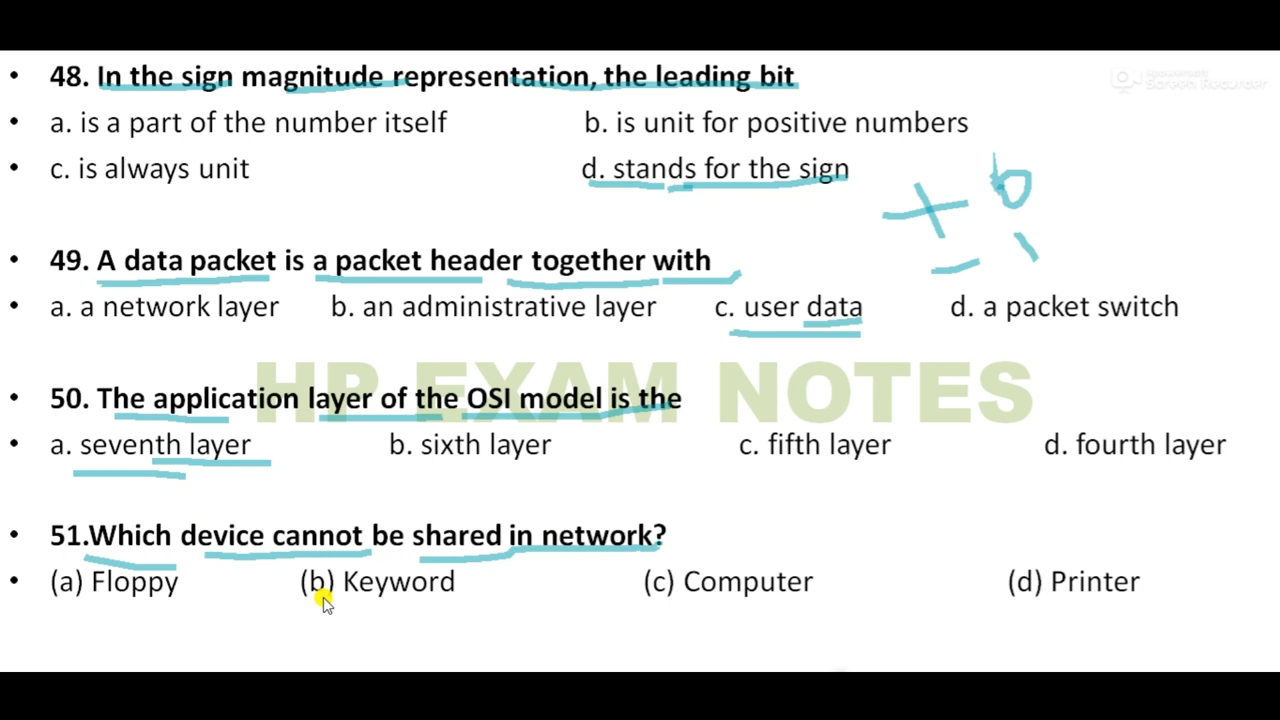 • 48. In the sign magnitude representation, the leading bit
• a. is a part of the number itself b. is unit for positive numbers
• c. is always unit d. stands for the sign
+ 0
- 1
• 49. A data packet is a packet header together with
• a. a network layer b. an administrative layer c. user data d. a packet switch
HP EXAM NOTES
• 50. The application layer of the OSI model is the
• a. seventh layer b. sixth layer c. fifth layer d. fourth layer
• 51.Which device cannot be shared in network?
• (a) Floppy (b) Keyword (c) Computer (d) Printer
Screen Recorder